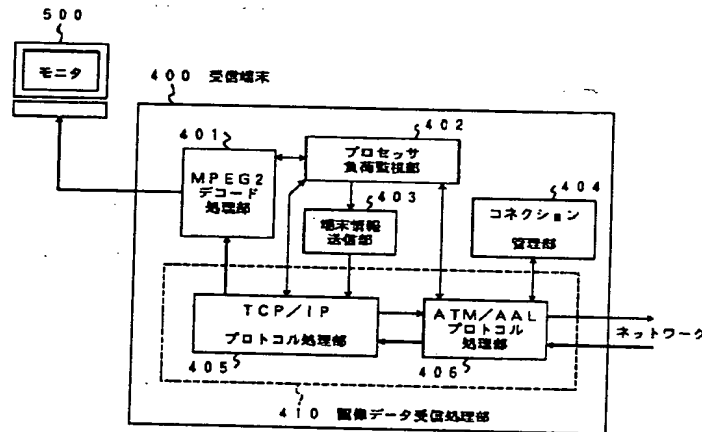 500
モニタ
400 受信端末
401
MPEG2
デコード
処理部
402
プロセッサ
負荷監視部
403
端末情報
送信部
404
コネクション
管理部
TCP/IP
プロトコル処理部
405
ATM/AAL
プロトコル
処理部
406
ネットワーク
410 画像データ受信処理部